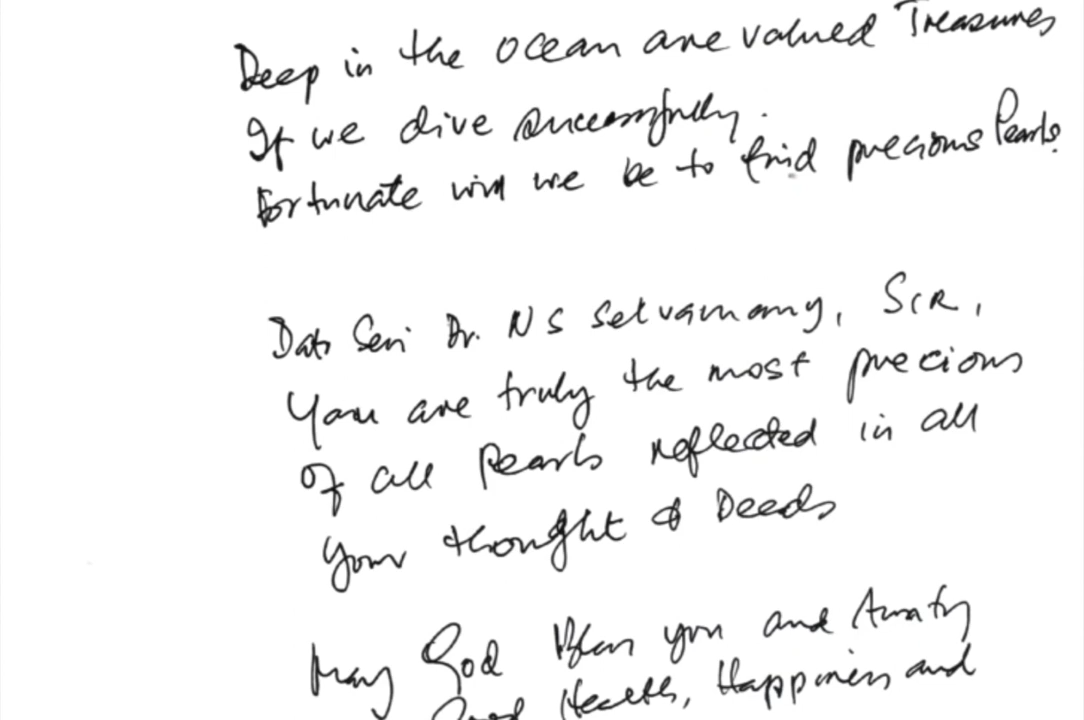 Deep in the ocean are valued Treasures
If we dive successfully.
Fortunate will we be to find precious Pearls.
Dato Seri Dr. N S Selvamany, SIR,
You are truly the most precious
of all Pearls reflected in all
your thought & Deeds
May God Bless you and
Good Health, Happiness and